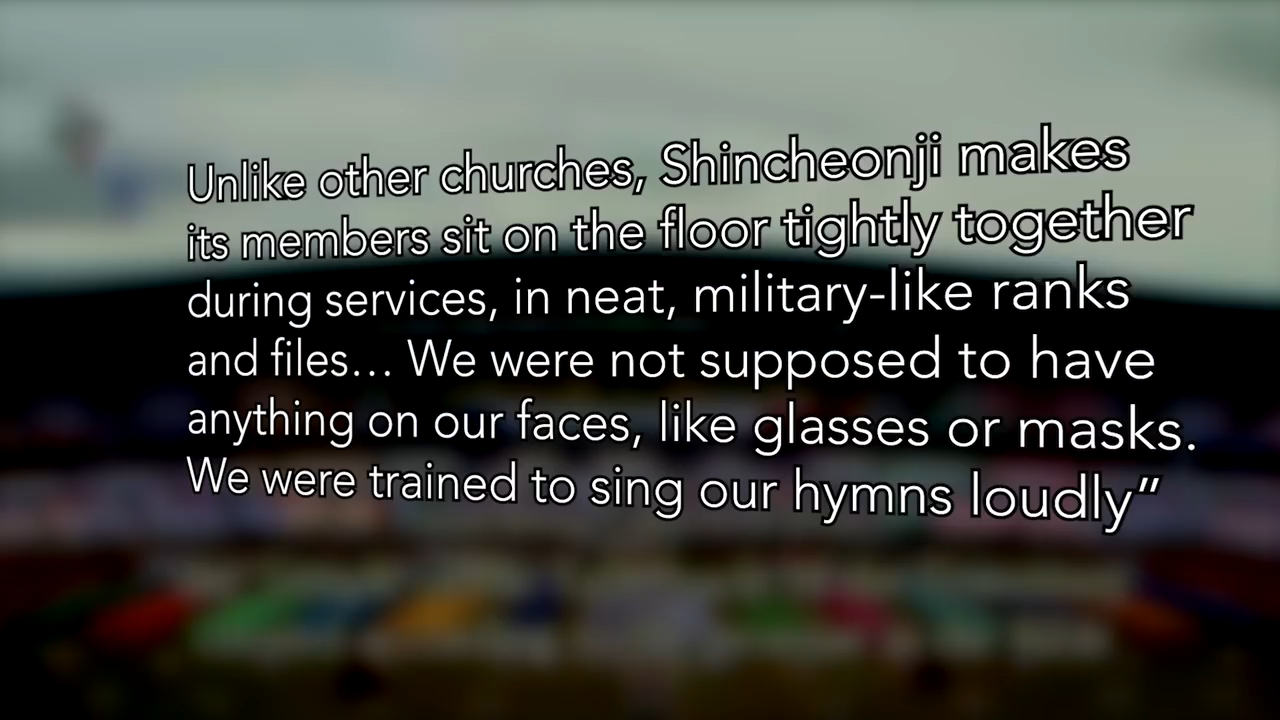 Unlike other churches, Shincheonji makes
its members sit on the floor tightly together
during services, in neat, military-like ranks
and files... We were not supposed to have
anything on our faces, like glasses or masks.
We were trained to sing our hymns loudly”